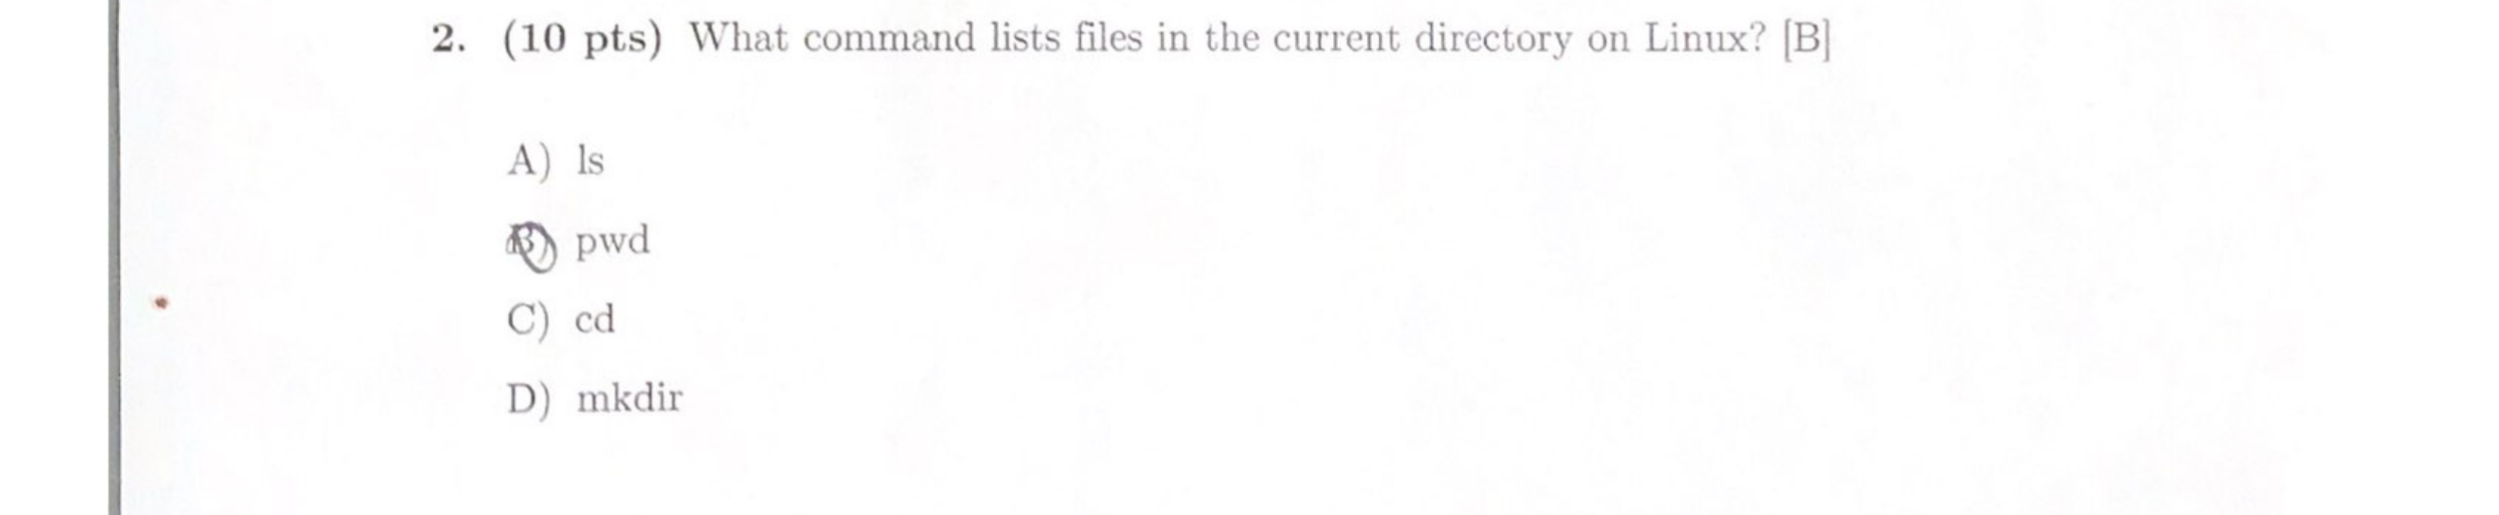 2. (10 pts) What command lists files in the current directory on Linux? [B]
A) ls
B) pwd
C) cd
D) mkdir